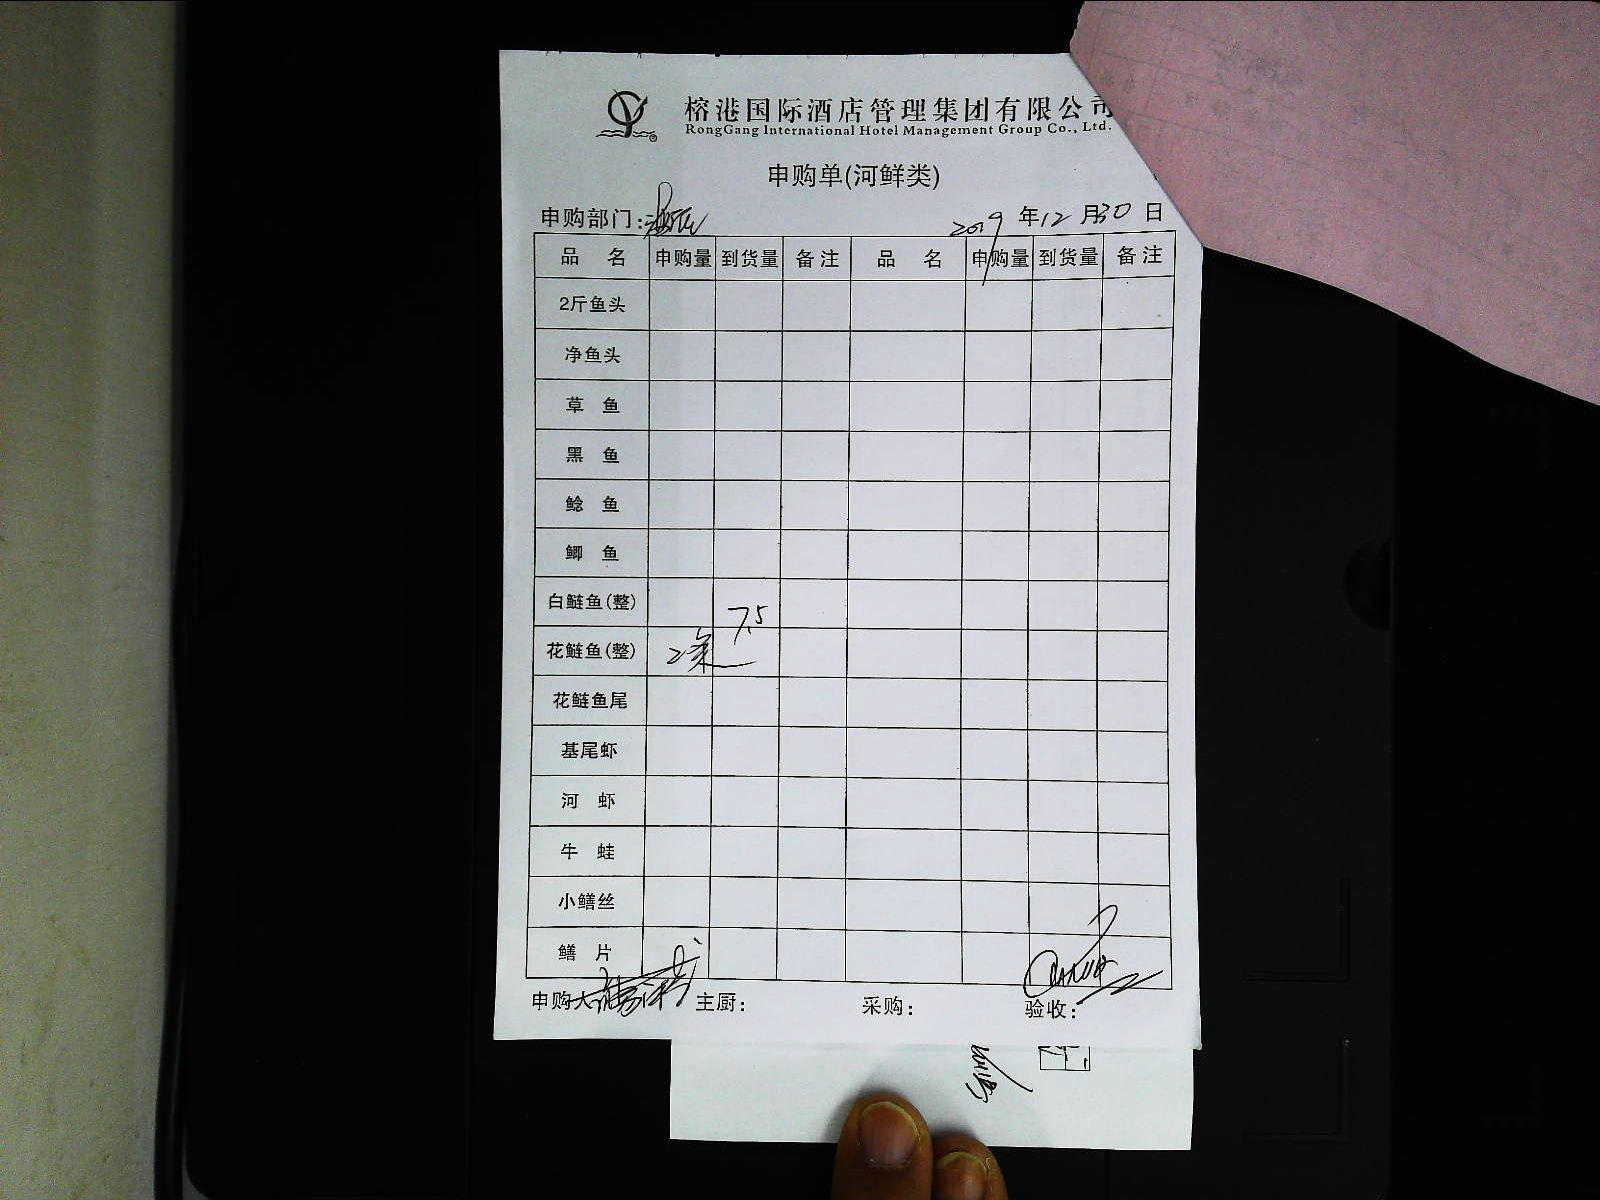 榕港国际酒店管理集团有限公司
RongGang International Hotel Management Group Co., Ltd.
申购单(河鲜类)
申购部门: 2019 年 12 月 30 日
品 名 申购量 到货量 备注 品 名 申购量 到货量 备注
2斤鱼头
净鱼头
草 鱼
黑 鱼
鲶 鱼
鲫 鱼
白鲢鱼(整)
花鲢鱼(整) 2条 7.5
花鲢鱼尾
基尾虾
河 虾
牛 蛙
小鳝丝
鳝 片
申购 主厨: 采购: 验收: